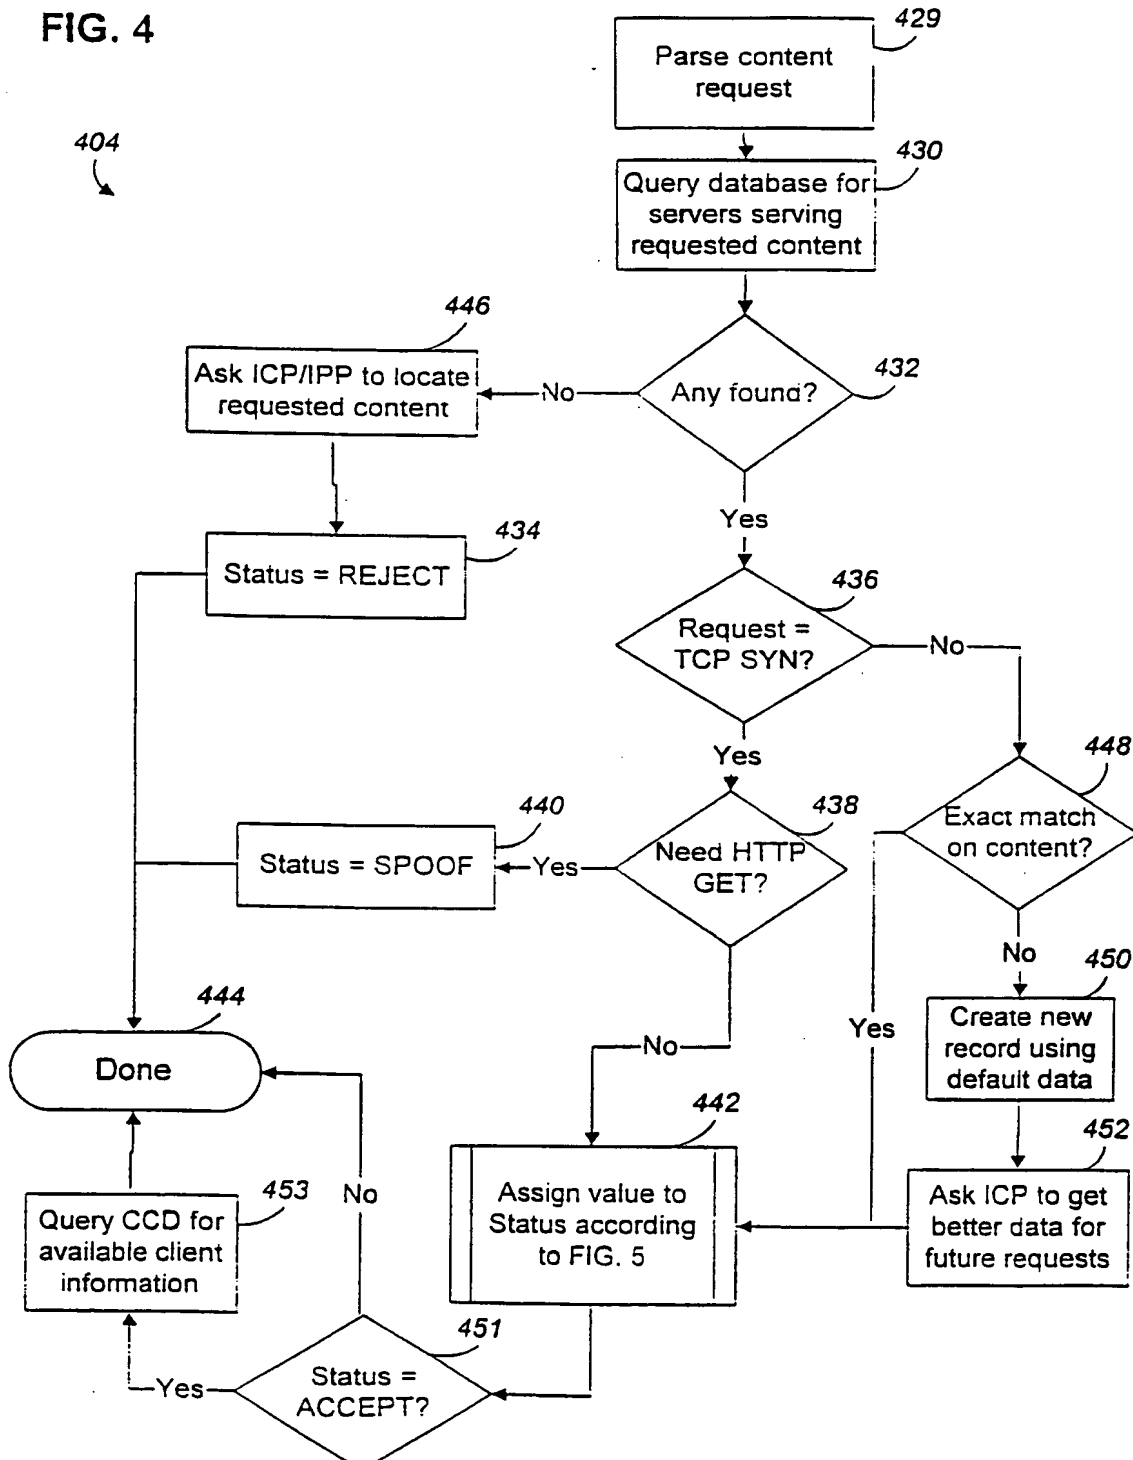 FIG. 4
429
Parse content
request
404
430
Query database for
servers serving
requested content
446
Ask ICP/IPP to locate
requested content
No
Any found?
432
Yes
434
Status = REJECT
436
Request =
TCP SYN?
No
Yes
448
Exact match
on content?
440
Status = SPOOF
Yes
438
Need HTTP
GET?
No
450
Create new
record using
default data
Yes
444
Done
No
442
Assign value to
Status according
to FIG. 5
452
Ask ICP to get
better data for
future requests
453
Query CCD for
available client
information
No
451
Status =
ACCEPT?
Yes